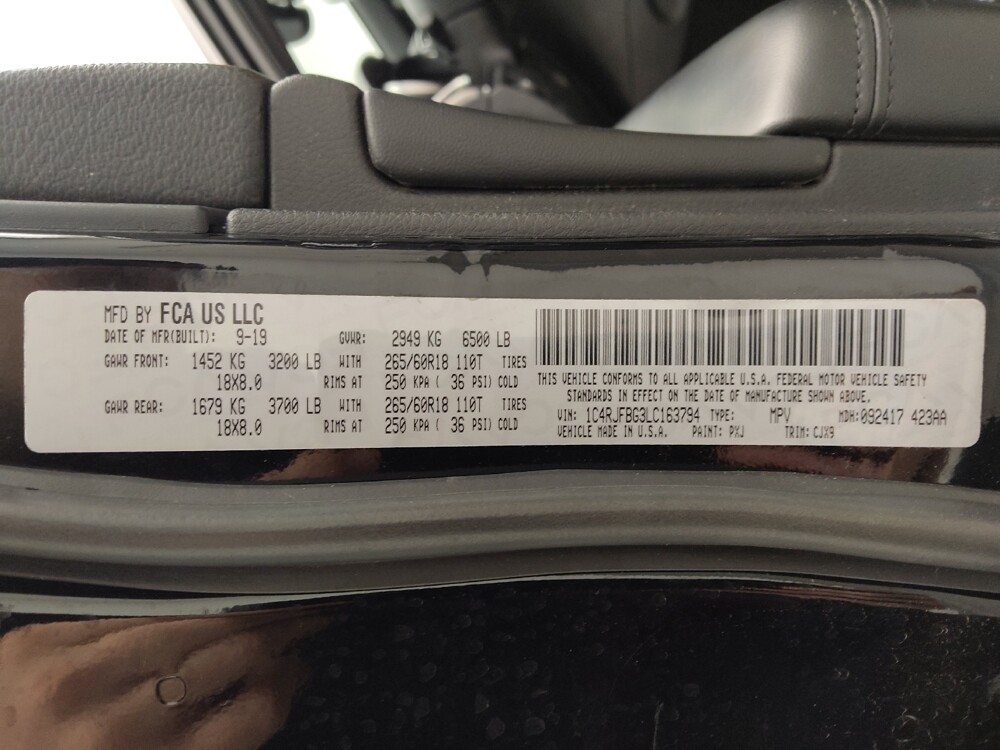 MFD BY FCA US LLC
DATE OF MFR(BUILT): 9-19 GVWR: 2949 KG 6500 LB
GAWR FRONT: 1452 KG 3200 LB WITH 265/60R18 110T TIRES
18X8.0 RIMS AT 250 KPA ( 36 PSI) COLD
GAWR REAR: 1679 KG 3700 LB WITH 265/60R18 110T TIRES
18X8.0 RIMS AT 250 KPA ( 36 PSI) COLD
THIS VEHICLE CONFORMS TO ALL APPLICABLE U.S.A. FEDERAL MOTOR VEHICLE SAFETY
STANDARDS IN EFFECT ON THE DATE OF MANUFACTURE SHOWN ABOVE.
VIN: 1C4RJFBG3LC163794 TYPE: MPV MDH: 092417 423AA
VEHICLE MADE IN U.S.A. PAINT: PXJ TRIM: CJX9